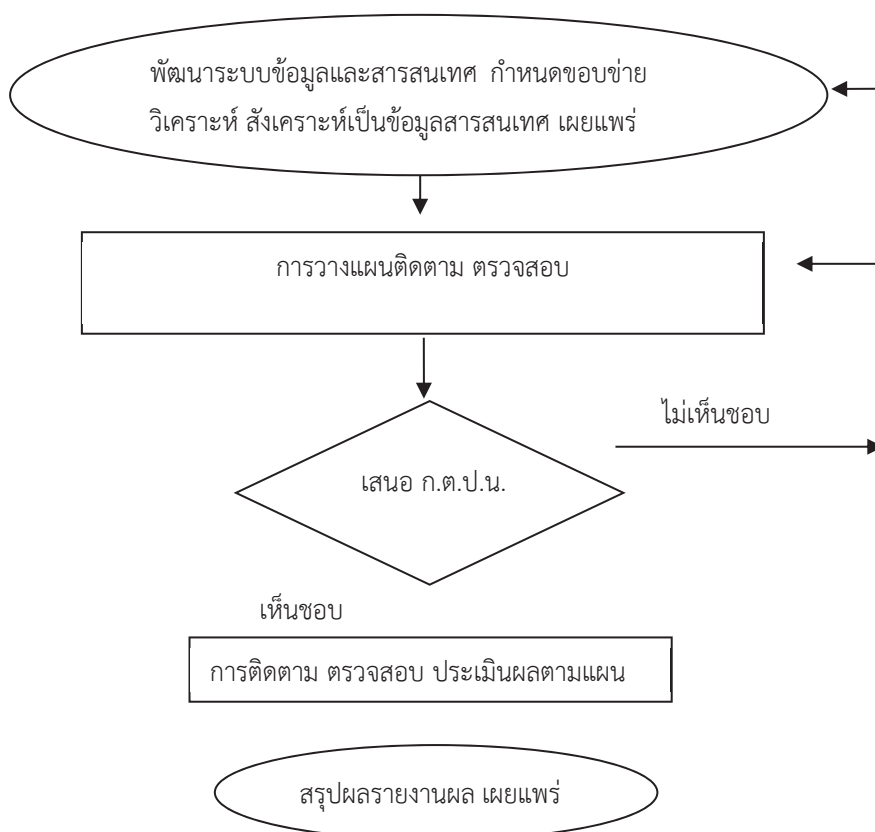 พัฒนาระบบข้อมูลและสารสนเทศ กำหนดขอบข่าย
วิเคราะห์ สังเคราะห์เป็นข้อมูลสารสนเทศ เผยแพร่
การวางแผนติดตาม ตรวจสอบ
ไม่เห็นชอบ
เสนอ ก.ต.ป.น.
เห็นชอบ
การติดตาม ตรวจสอบ ประเมินผลตามแผน
สรุปผลรายงานผล เผยแพร่